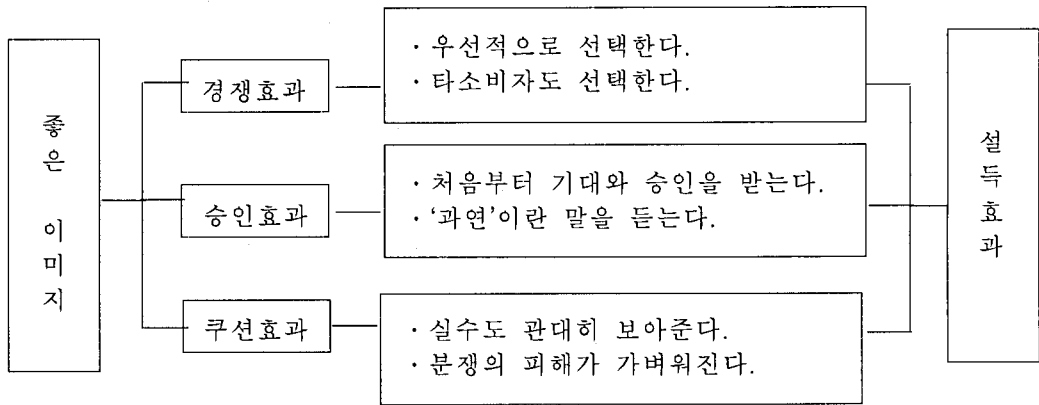 좋은 이미지
경쟁효과
· 우선적으로 선택한다.
· 타소비자도 선택한다.
승인효과
· 처음부터 기대와 승인을 받는다.
· '과연'이란 말을 듣는다.
쿠션효과
· 실수도 관대히 보아준다.
· 분쟁의 피해가 가벼워진다.
설득효과